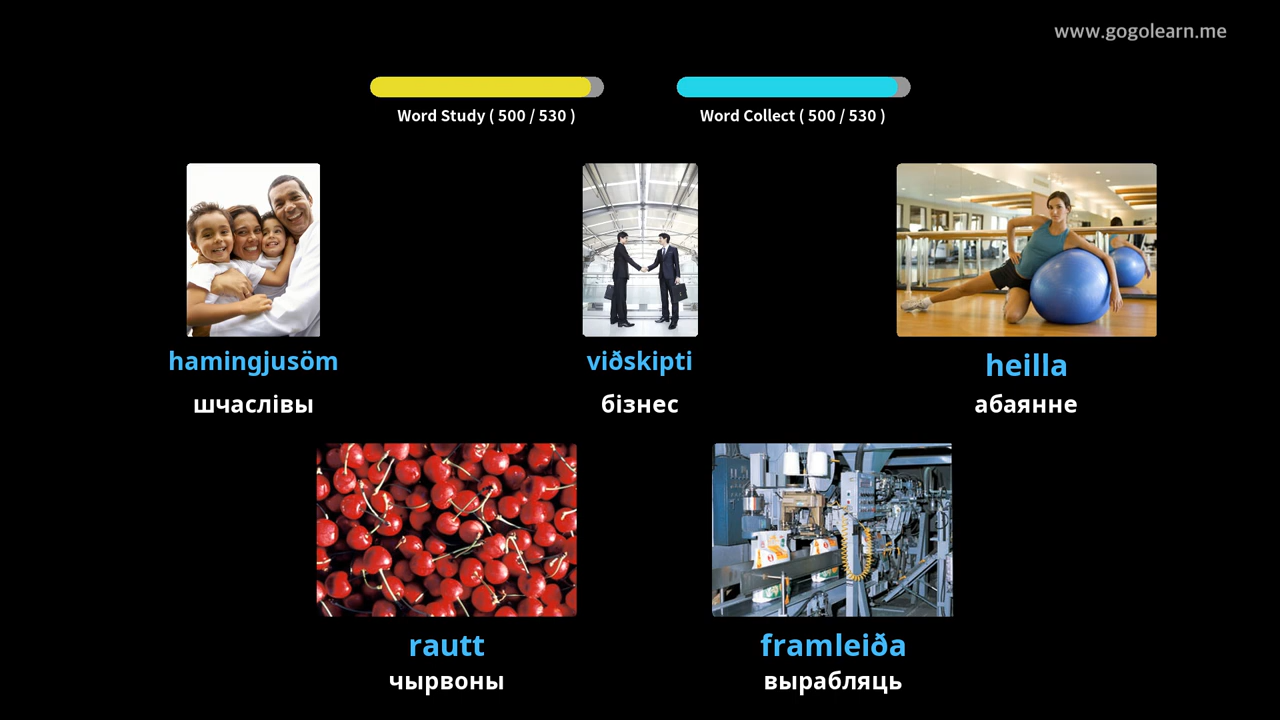 www.gogolearn.me
Word Study ( 500 / 530 )
Word Collect ( 500 / 530 )
hamingjusöm
шчаслівы
viðskipti
бізнес
heilla
абаянне
rautt
чырвоны
framleiða
вырабляць